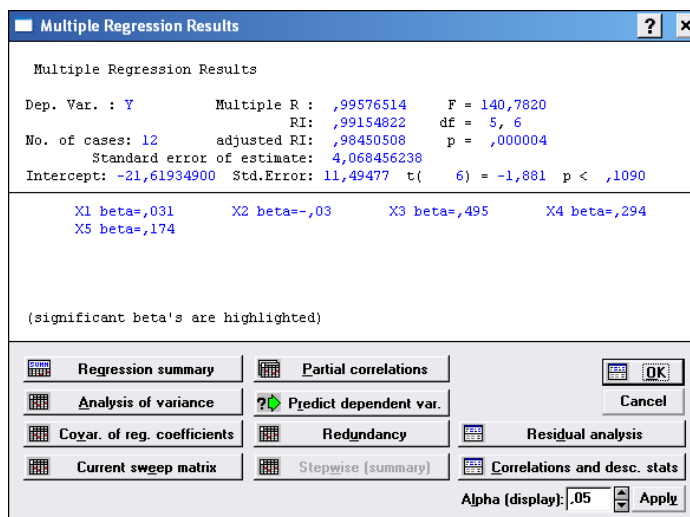 Multiple Regression Results
?
Multiple Regression Results
Dep. Var. : Y Multiple R : ,99576514 F = 140,7820
RI: ,99154822 df = 5, 6
No. of cases: 12 adjusted RI: ,98450508 p = ,000004
Standard error of estimate: 4,068456238
Intercept: -21,61934900 Std.Error: 11,49477 t( 6) = -1,881 p < ,1090
X1 beta=,031 X2 beta=-,03 X3 beta=,495 X4 beta=,294
X5 beta=,174
(significant beta's are highlighted)
Regression summary Partial correlations OK
Analysis of variance ? Predict dependent var. Cancel
Covar. of reg. coefficients Redundancy Residual analysis
Current sweep matrix Stepwise (summary) Correlations and desc. stats
Alpha (display): ,05 Apply